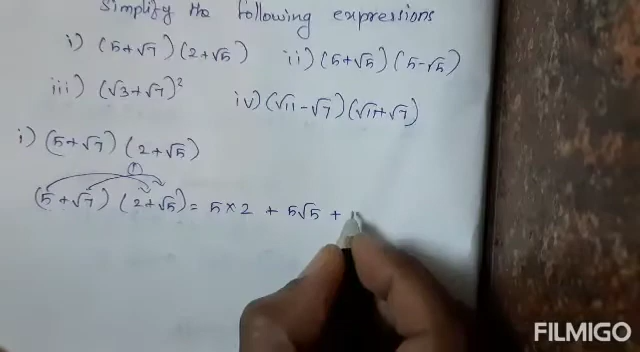 Simplify the following expressions
i) (5+√7) (2+√5) ii) (5+√5) (5-√5)
iii) (√3+√7)² iv) (√11-√7) (√11+√7)
i) (5+√7) (2+√5)
(5+√7) (2+√5) = 5×2 + 5√5 +
FILMIGO